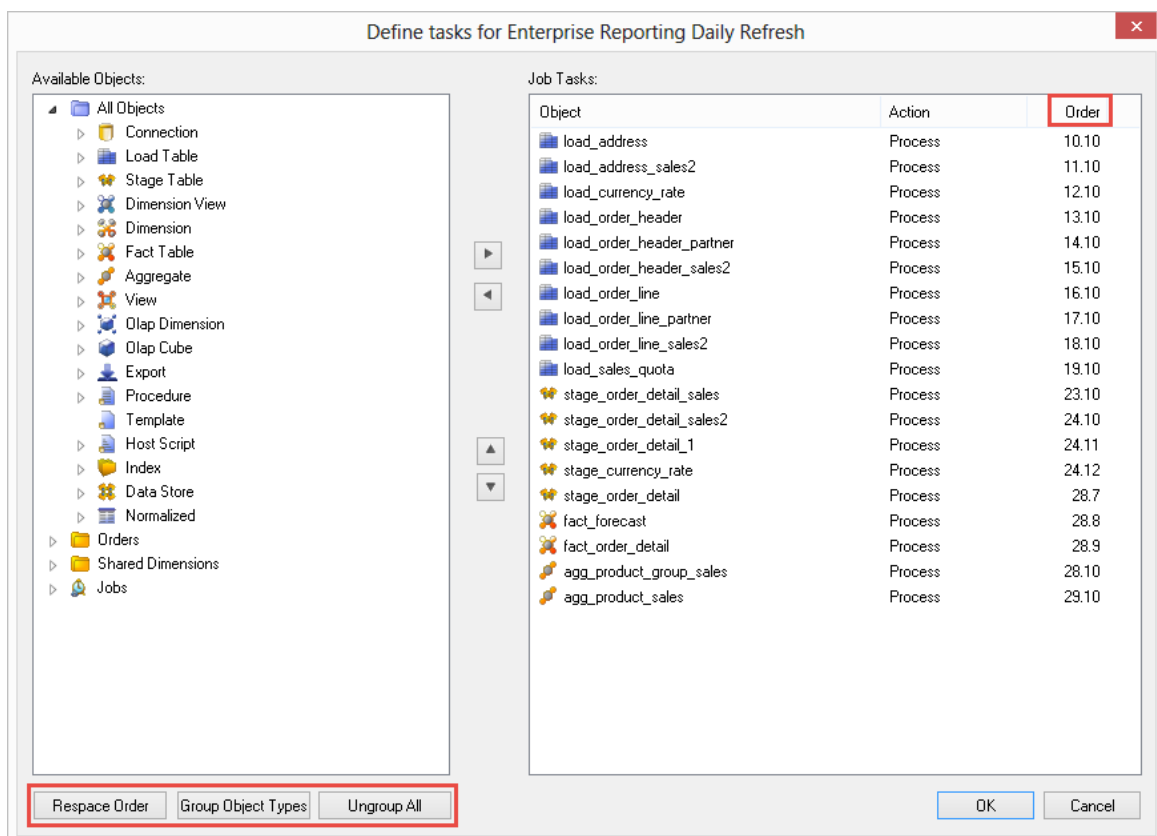 Define tasks for Enterprise Reporting Daily Refresh
Available Objects:
All Objects
Connection
Load Table
Stage Table
Dimension View
Dimension
Fact Table
Aggregate
View
Olap Dimension
Olap Cube
Export
Procedure
Template
Host Script
Index
Data Store
Normalized
Orders
Shared Dimensions
Jobs
Job Tasks:
Object Action Order
load_address Process 10.10
load_address_sales2 Process 11.10
load_currency_rate Process 12.10
load_order_header Process 13.10
load_order_header_partner Process 14.10
load_order_header_sales2 Process 15.10
load_order_line Process 16.10
load_order_line_partner Process 17.10
load_order_line_sales2 Process 18.10
load_sales_quota Process 19.10
stage_order_detail_sales Process 23.10
stage_order_detail_sales2 Process 24.10
stage_order_detail_1 Process 24.11
stage_currency_rate Process 24.12
stage_order_detail Process 28.7
fact_forecast Process 28.8
fact_order_detail Process 28.9
agg_product_group_sales Process 28.10
agg_product_sales Process 29.10
Respace Order Group Object Types Ungroup All OK Cancel